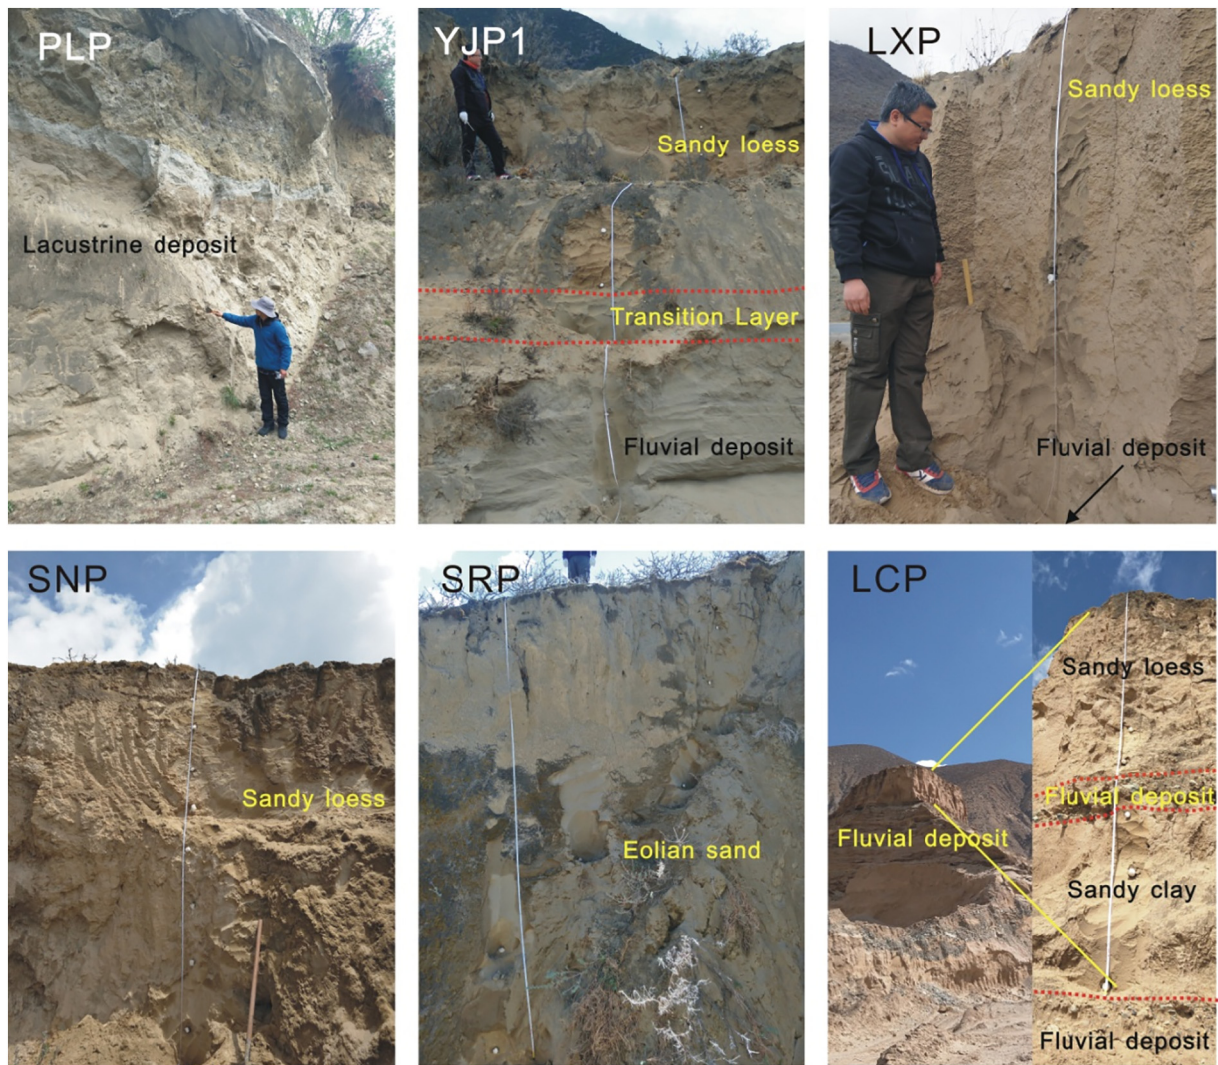 PLP
Lacustrine deposit
YJP1
Sandy loess
Transition Layer
Fluvial deposit
LXP
Sandy loess
Fluvial deposit
SNP
Sandy loess
SRP
Eolian sand
LCP
Fluvial deposit
Sandy loess
Fluvial deposit
Sandy clay
Fluvial deposit